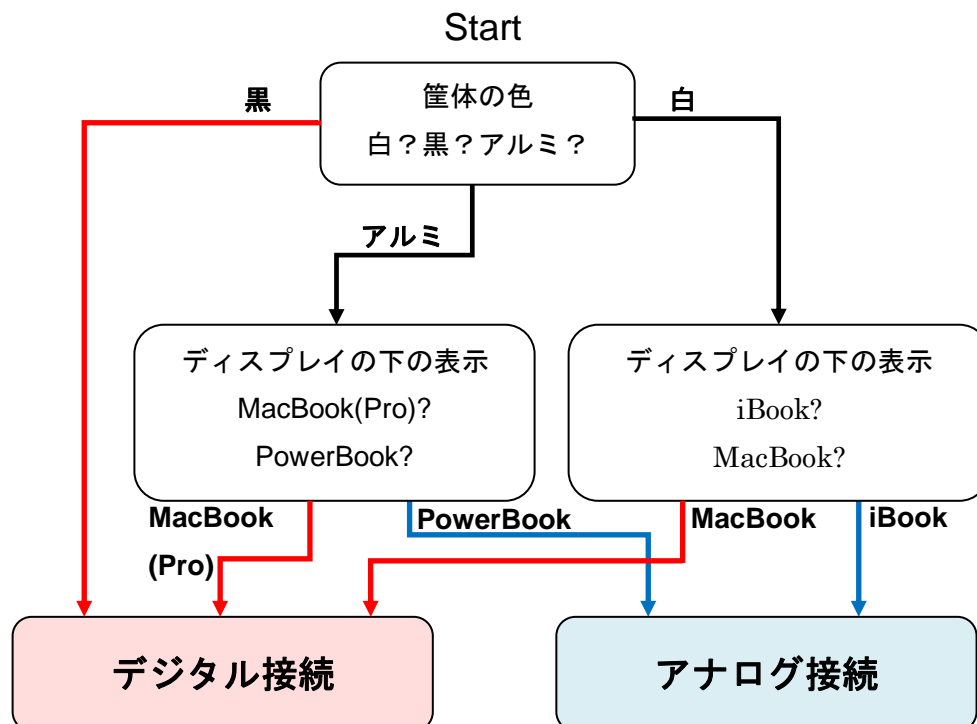 Start
筐体の色
白？黒？アルミ？
黒
白
アルミ
ディスプレイの下の表示
MacBook(Pro)?
PowerBook?
ディスプレイの下の表示
iBook?
MacBook?
MacBook
(Pro)
PowerBook
MacBook
iBook
デジタル接続
アナログ接続